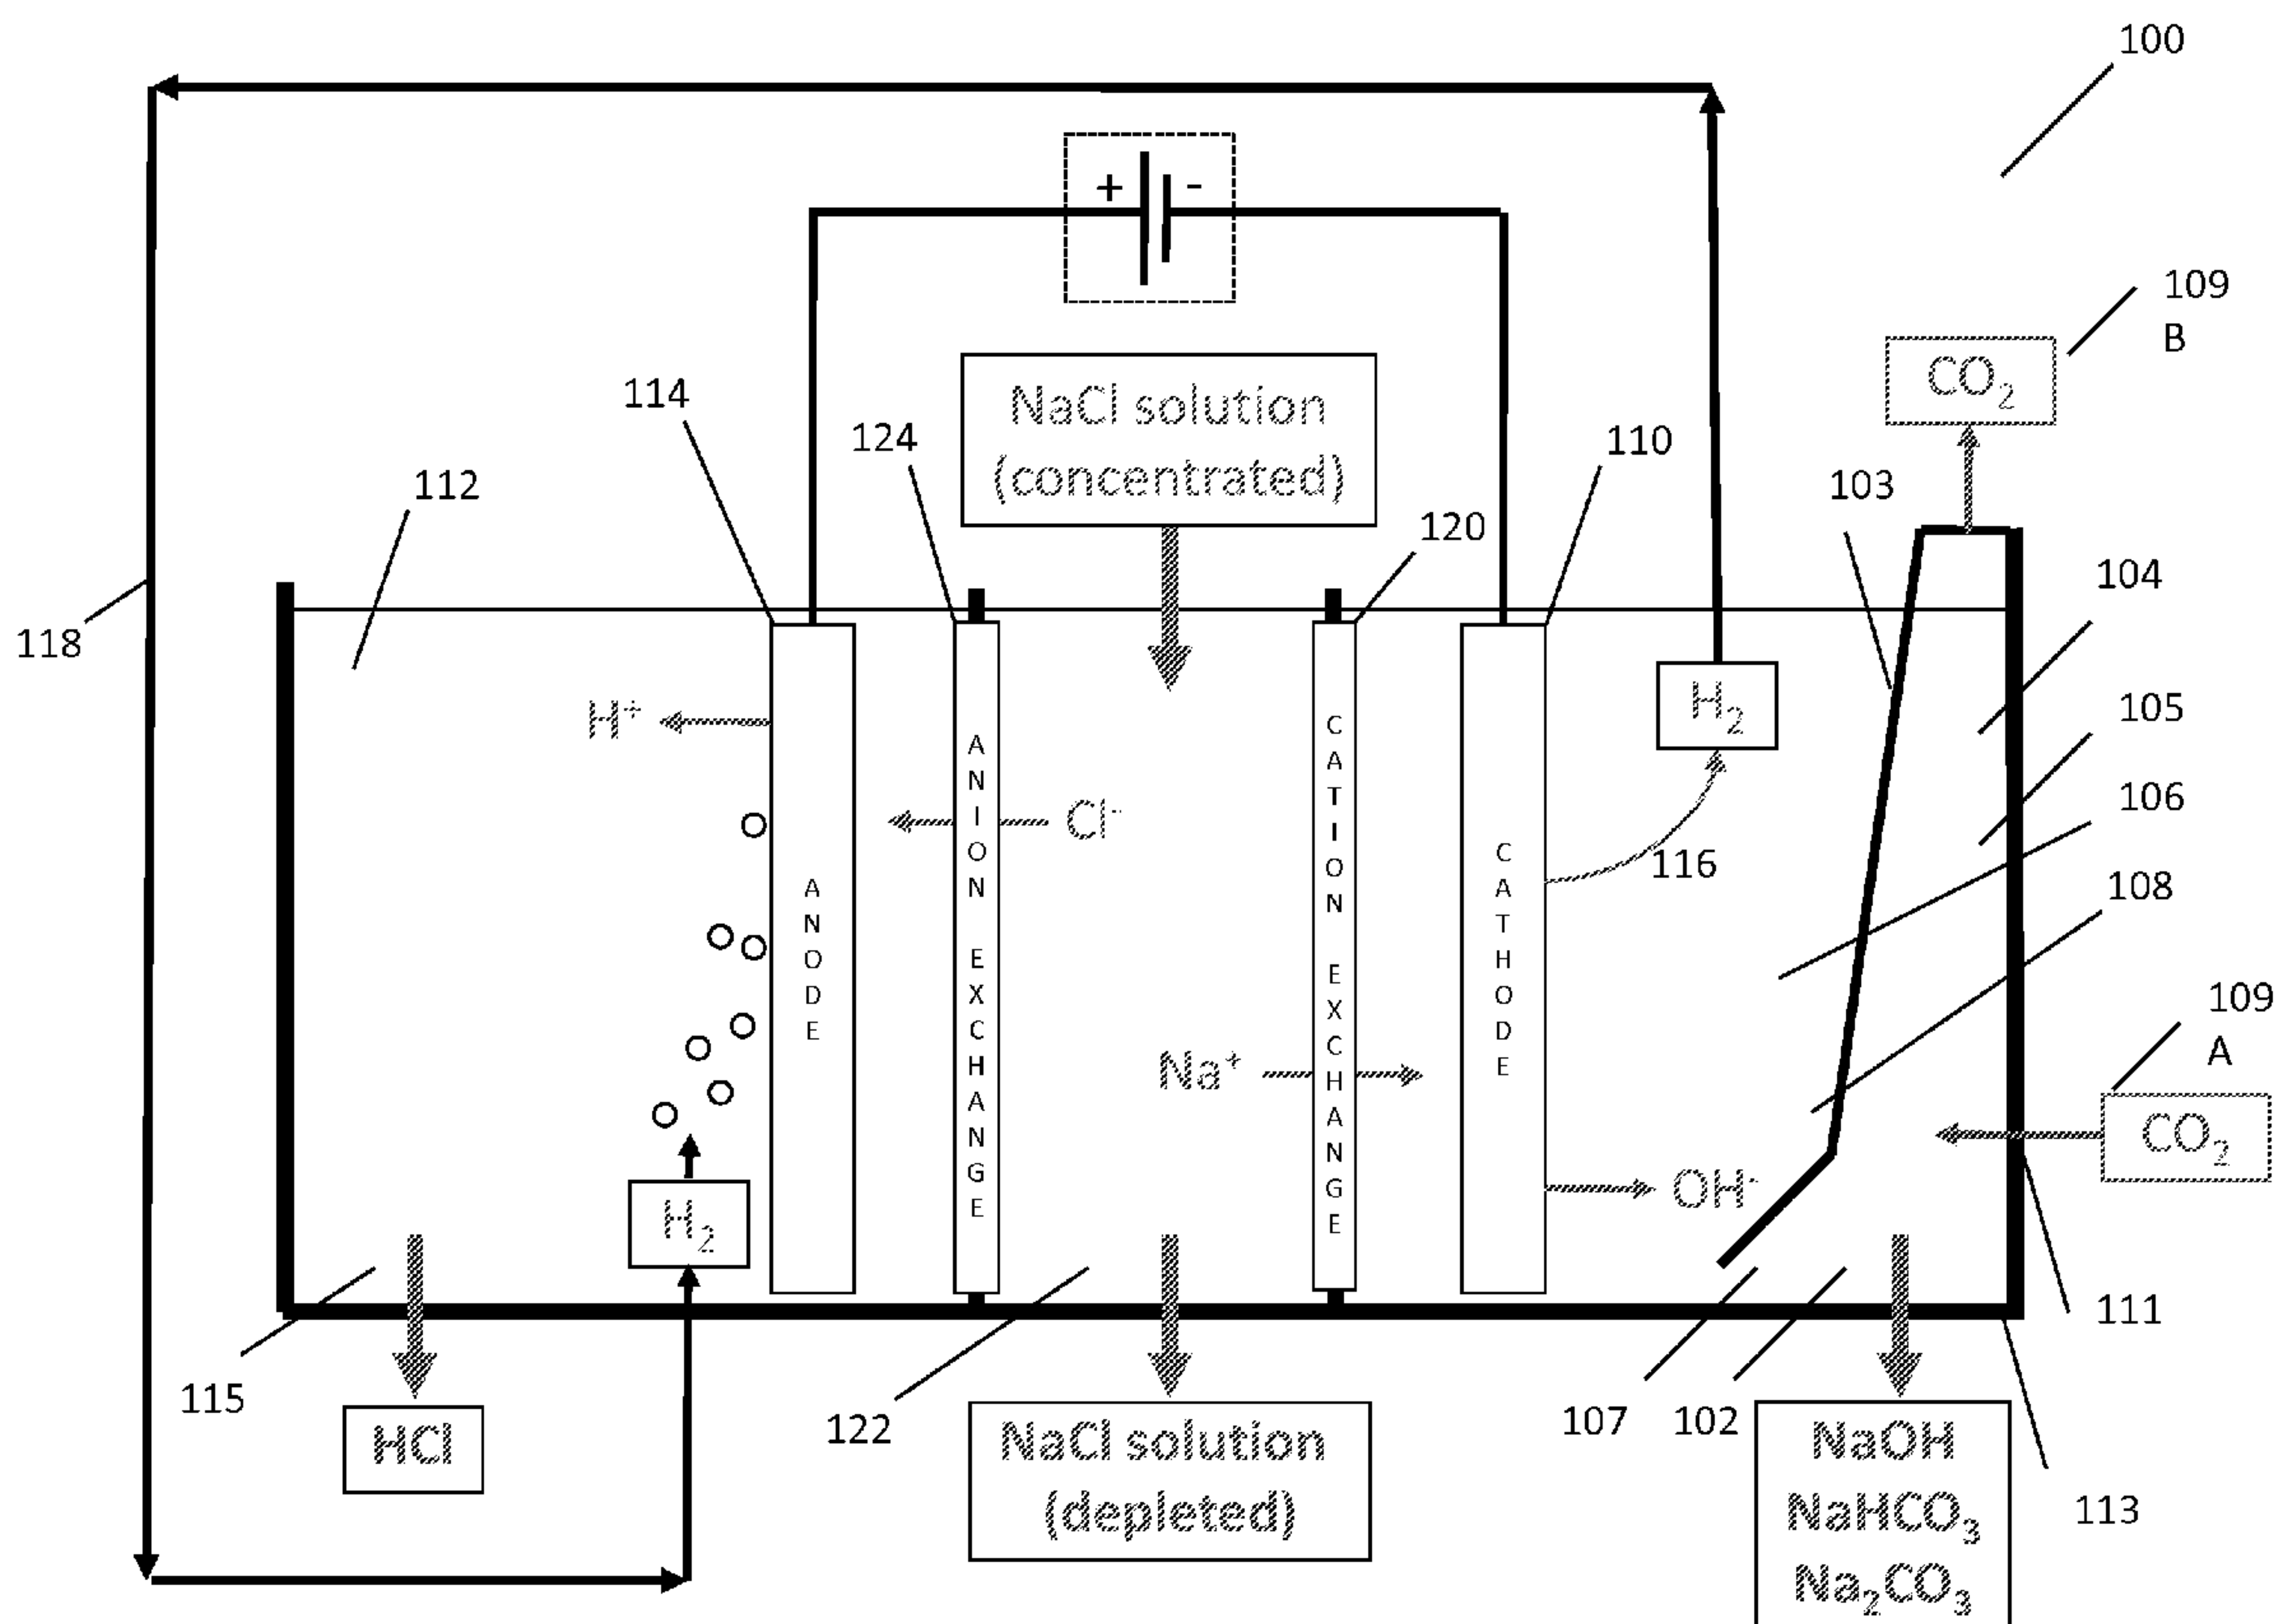 100
+ -
109
B
CO2
114
NaCl solution
(concentrated)
124
110
112
103
120
104
118
H+
H2
105
ANION EXCHANGE
CATION EXCHANGE
Cl-
106
116
ANODE
CATHODE
108
109
A
Na+
CO2
OH-
H2
111
115
HCl
122
NaCl solution
(depleted)
107
102
NaOH
NaHCO3
Na2CO3
113